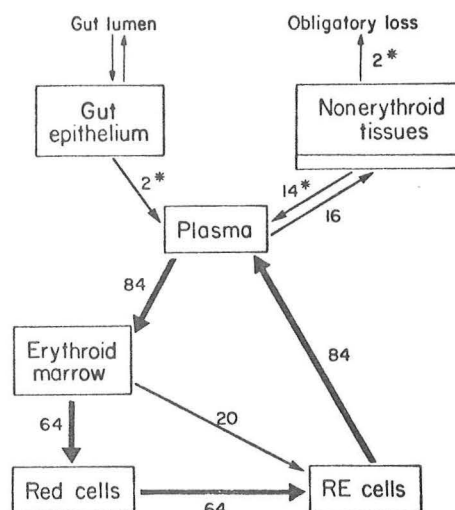 Gut lumen
Obligatory loss
2*
Gut
epithelium
Nonerythroid
tissues
2*
14*
16
Plasma
84
84
Erythroid
marrow
64
20
Red cells
RE cells
64